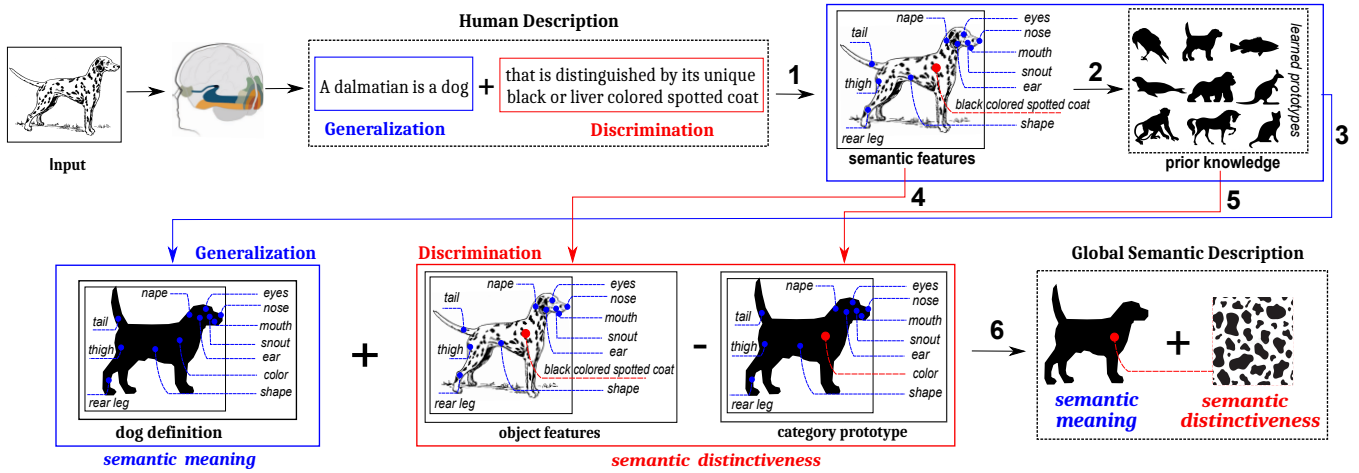 Human Description
Input
A dalmatian is a dog
Generalization
+
that is distinguished by its unique
black or liver colored spotted coat
Discrimination
1
nape
eyes
tail
nose
mouth
snout
thigh
ear
black colored spotted coat
shape
rear leg
semantic features
2
learned prototypes
prior knowledge
3
4
5
Generalization
nape
eyes
nose
tail
mouth
snout
thigh
ear
color
shape
rear leg
dog definition
semantic meaning
+
Discrimination
nape
eyes
tail
nose
mouth
snout
thigh
ear
black colored spotted coat
shape
rear leg
object features
-
nape
eyes
tail
nose
mouth
snout
thigh
ear
color
shape
rear leg
category prototype
semantic distinctiveness
6
Global Semantic Description
+
semantic
meaning
semantic
distinctiveness